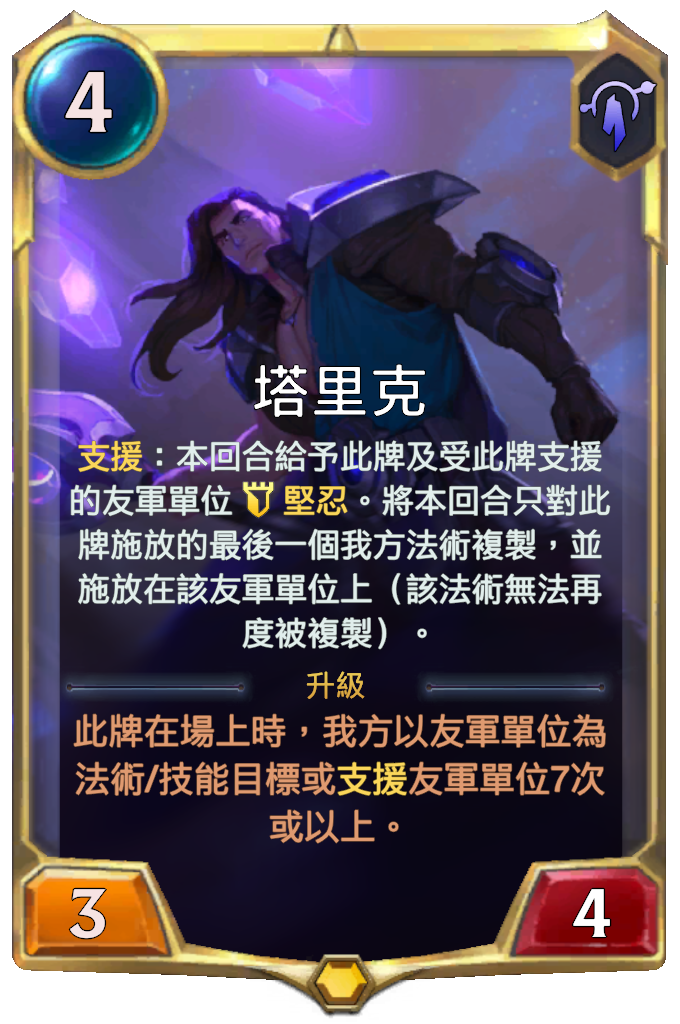 4
塔里克
支援：本回合給予此牌及受此牌支援
的友軍單位 堅忍。將本回合只對此
牌施放的最後一個我方法術複製，並
施放在該友軍單位上（該法術無法再
度被複製）。
升級
此牌在場上時，我方以友軍單位為
法術/技能目標或支援友軍單位7次
或以上。
3
4